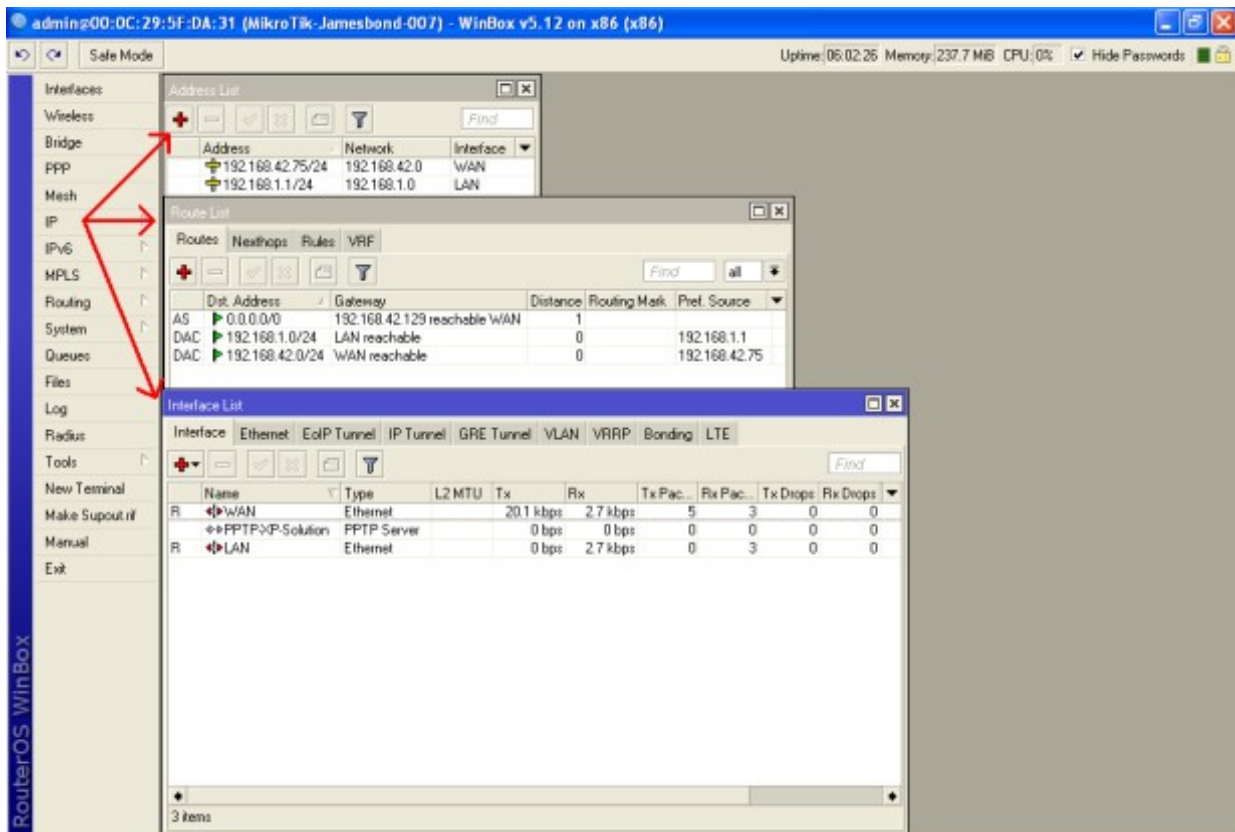 admin@00:0C:29:5F:DA:31 (MikroTik-Jamesbond-007) - WinBox v5.12 on x86 (x86)
Safe Mode
Uptime: 06:02:26 Memory: 237.7 MiB CPU: 0% Hide Passwords
Interfaces
Wireless
Bridge
PPP
Mesh
IP
IPv6
MPLS
Routing
System
Queues
Files
Log
Radius
Tools
New Terminal
Make Supout.rif
Manual
Exit
RouterOS WinBox
Address List
Find
Address Network Interface
192.168.42.75/24 192.168.42.0 WAN
192.168.1.1/24 192.168.1.0 LAN
Route List
Routes Nexthops Rules VRF
Find all
Dst. Address Gateway Distance Routing Mark Pref. Source
AS 0.0.0.0/0 192.168.42.129 reachable WAN 1
DAC 192.168.1.0/24 LAN reachable 0 192.168.1.1
DAC 192.168.42.0/24 WAN reachable 0 192.168.42.75
Interface List
Interface Ethernet EoIP Tunnel IP Tunnel GRE Tunnel VLAN VRRP Bonding LTE
Find
Name Type L2 MTU Tx Rx Tx Pac... Rx Pac... Tx Drops Rx Drops
R WAN Ethernet 20.1 kbps 2.7 kbps 5 3 0 0
PPTP-XP-Solution PPTP Server 0 bps 0 bps 0 0 0 0
R LAN Ethernet 0 bps 2.7 kbps 0 3 0 0
3 items